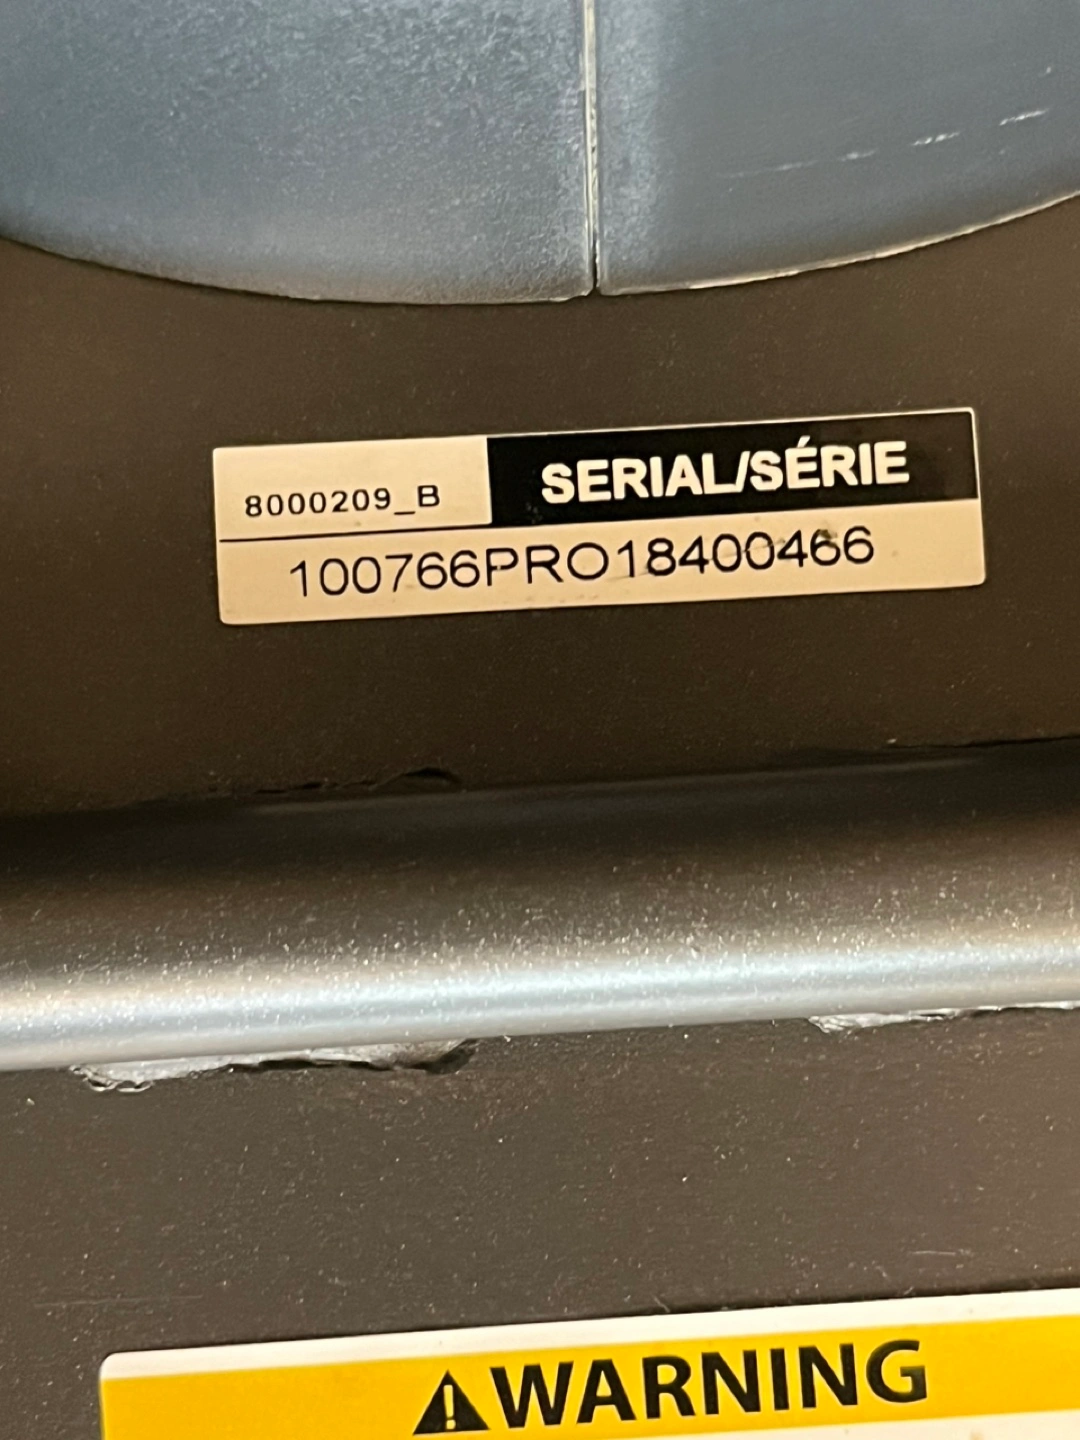 8000209_B
SERIAL/SÉRIE
100766PRO18400466
WARNING